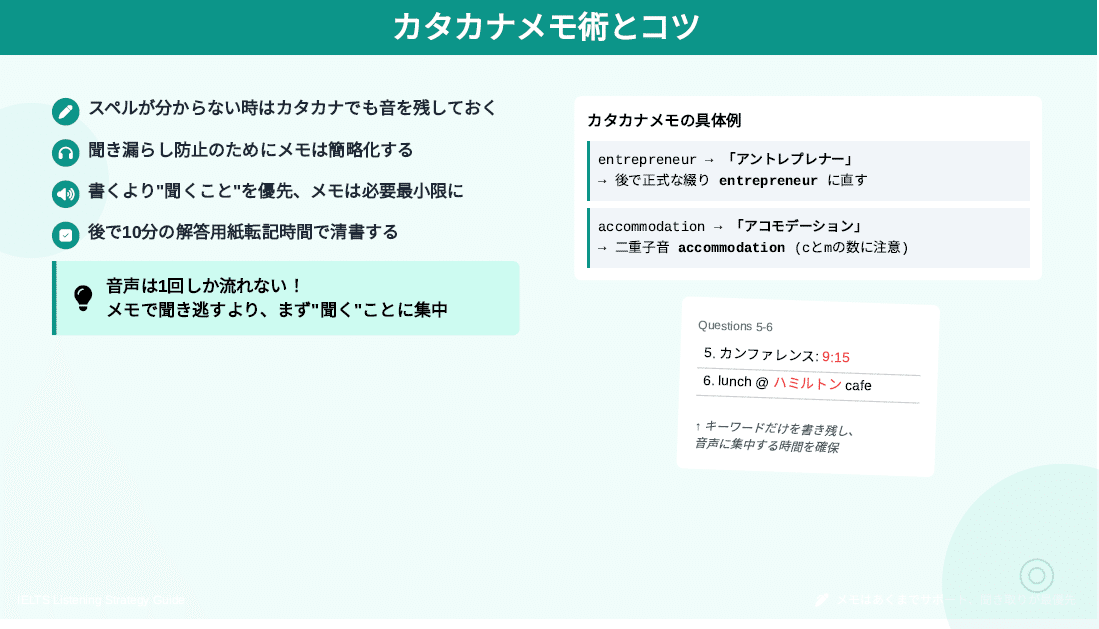 カタカナメモ術とコツ
スペルが分からない時はカタカナでも音を残しておく
聞き漏らし防止のためにメモは簡略化する
書くより"聞くこと"を優先、メモは必要最小限に
後で10分の解答用紙転記時間で清書する
音声は1回しか流れない！
メモで聞き逃すより、まず"聞く"ことに集中
カタカナメモの具体例
entrepreneur → 「アントレプレナー」
→ 後で正式な綴り entrepreneur に直す
accommodation → 「アコモデーション」
→ 二重子音 accommodation (cとmの数に注意)
Questions 5-6
5. カンファレンス: 9:15
6. lunch @ ハミルトン cafe
↑ キーワードだけを書き残し、
音声に集中する時間を確保
IELTS Listening Strategy Guide